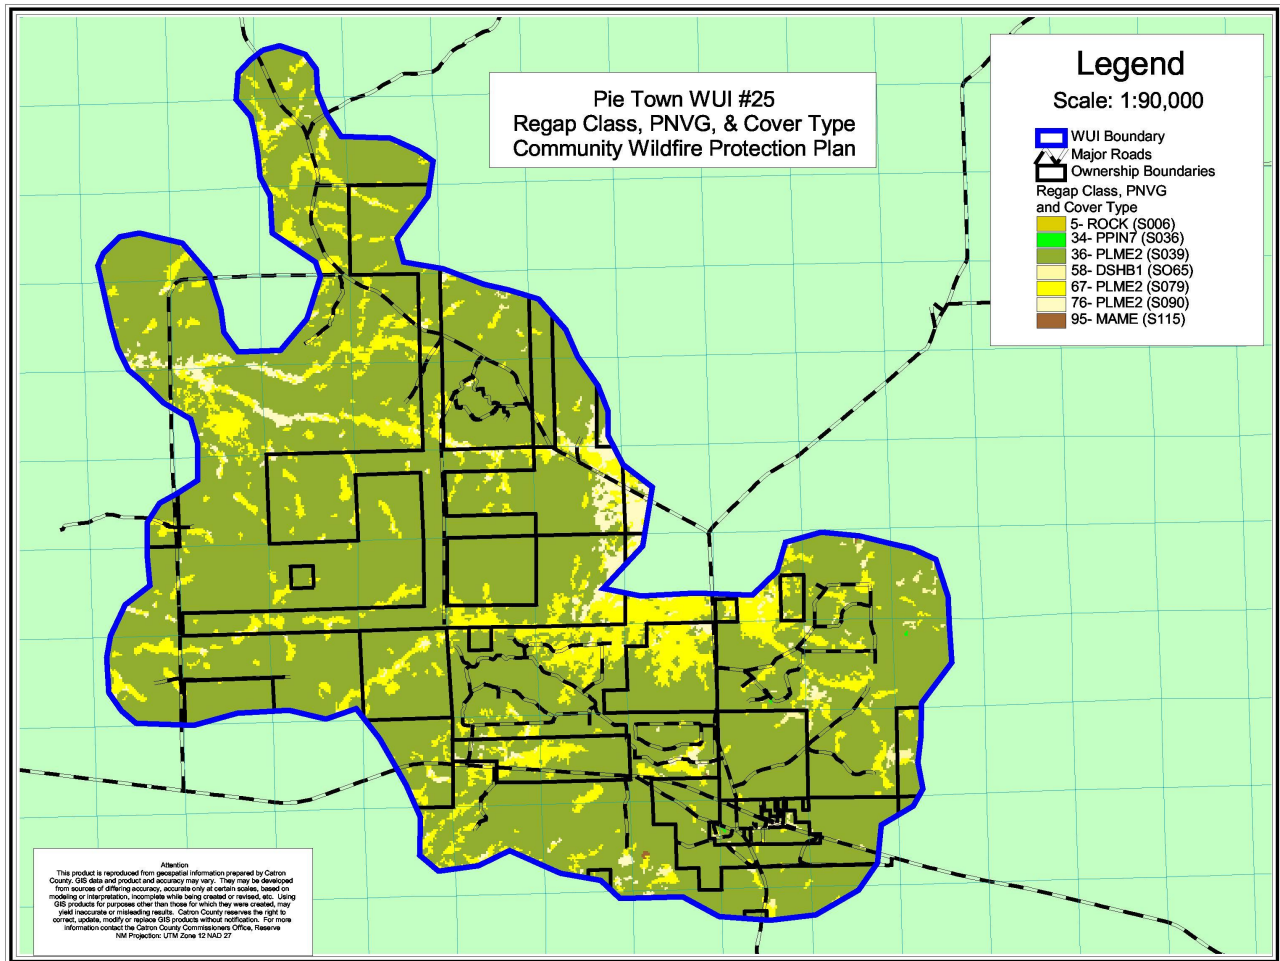 Pie Town WUI #25
Regap Class, PNVG, & Cover Type
Community Wildfire Protection Plan
Legend
Scale: 1:90,000
WUI Boundary
Major Roads
Ownership Boundaries
Regap Class, PNVG
and Cover Type
5- ROCK (S006)
34- PPIN7 (S036)
36- PLME2 (S039)
58- DSHB1 (SO65)
67- PLME2 (S079)
76- PLME2 (S090)
95- MAME (S115)
Attention
This product is reproduced from geospatial information prepared by Catron
County. GIS data and product and accuracy may vary. They may be developed
from sources of differing accuracy, accurate only at certain scales, based on
modeling or interpretation, incomplete while being created or revised, etc. Using
GIS products for purposes other than those for which they were created, may
yield inaccurate or misleading results. Catron County reserves the right to
correct, update, modify or replace GIS products without notification. For more
information contact the Catron County Commissioners Office, Reserve
NM Projection: UTM Zone 12 NAD 27